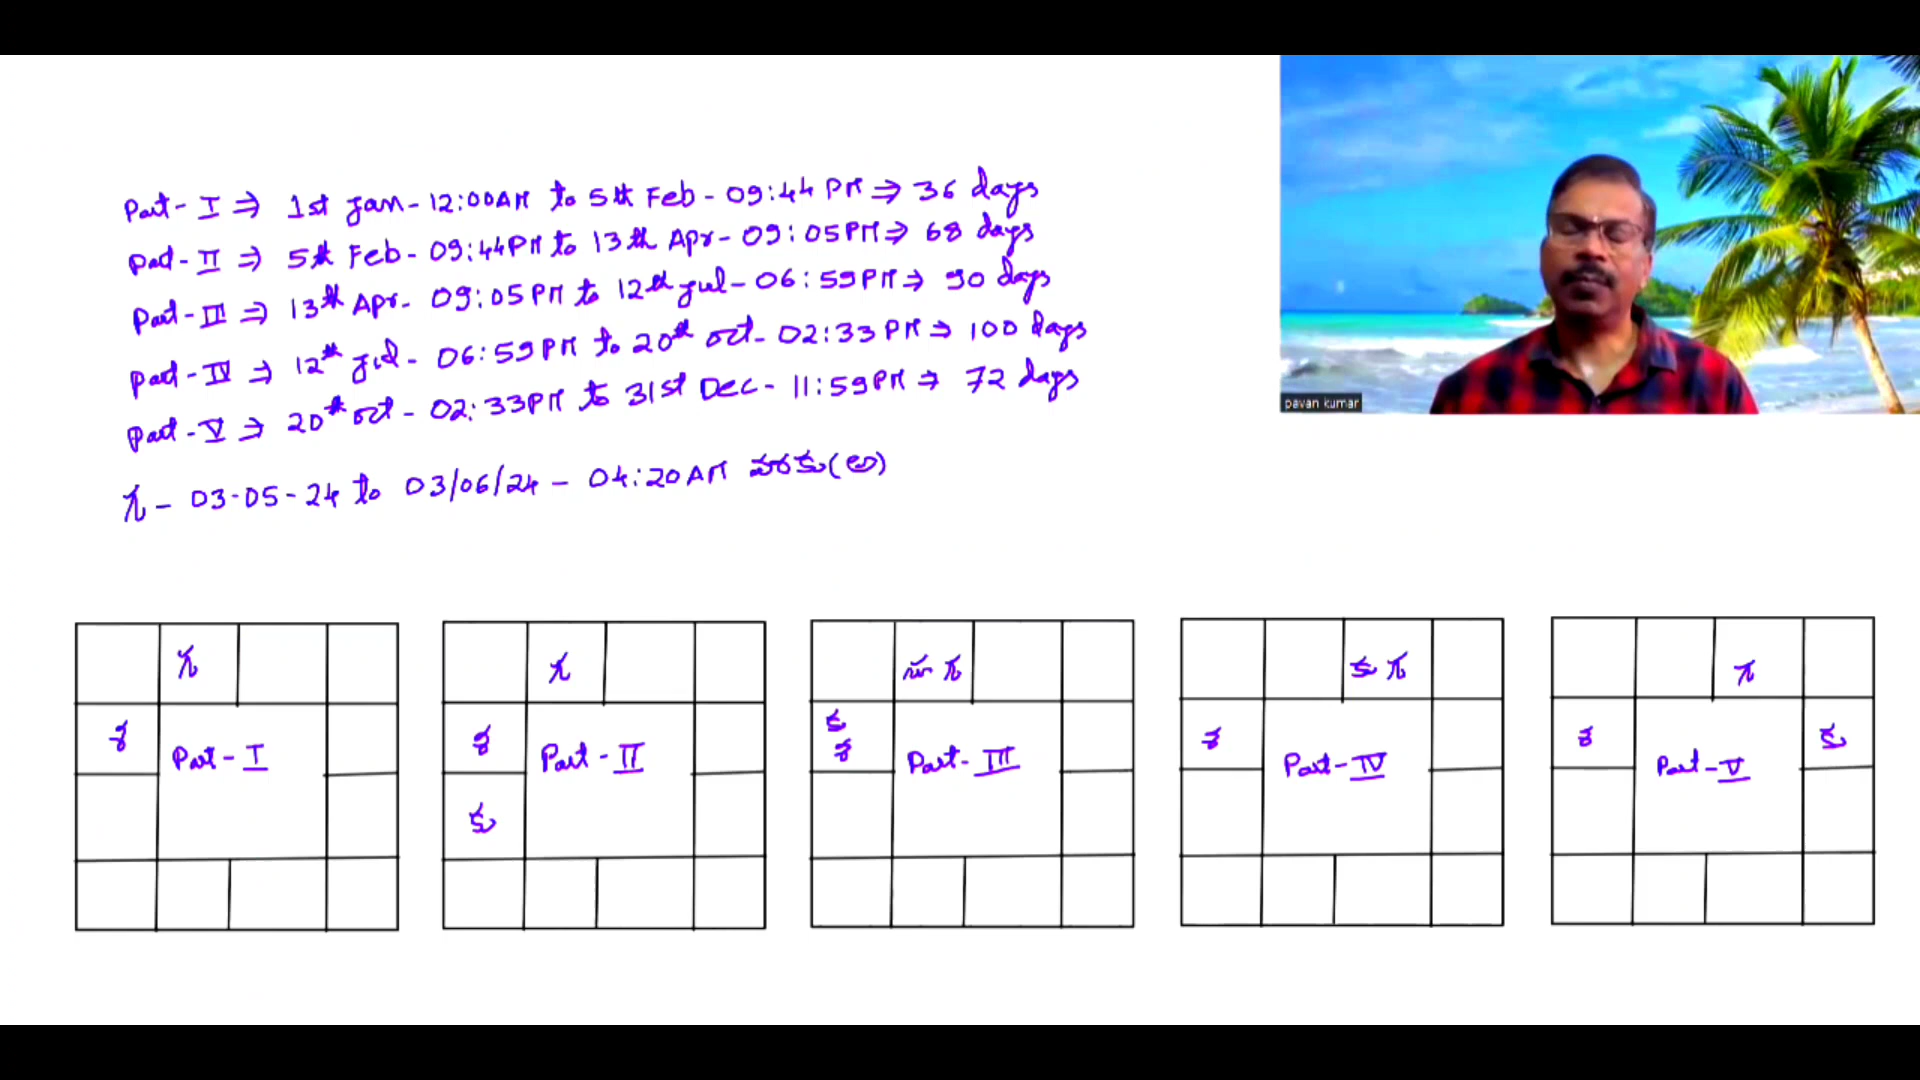 Part-I ⇒ 1st Jan-12:00AM to 5th Feb-09:44PM ⇒ 36 days
Part-II ⇒ 5th Feb-09:44PM to 13th Apr-09:05PM ⇒ 68 days
Part-III ⇒ 13th Apr-09:05PM to 12th Jul-06:59PM ⇒ 90 days
Part-IV ⇒ 12th Jul-06:59PM to 20th Oct-02:33PM ⇒ 100 days
Part-V ⇒ 20th Oct-02:33PM to 31st Dec-11:59PM ⇒ 72 days
గ - 03-05-24 to 03/06/24 - 04:20AM వరకు(అ)
pavan kumar
గ
శ
Part-I
గ
శ
Part-II
కు
గ
కు
శ
Part-III
కు గ
శ
Part-IV
గ
శ
కు
Part-V